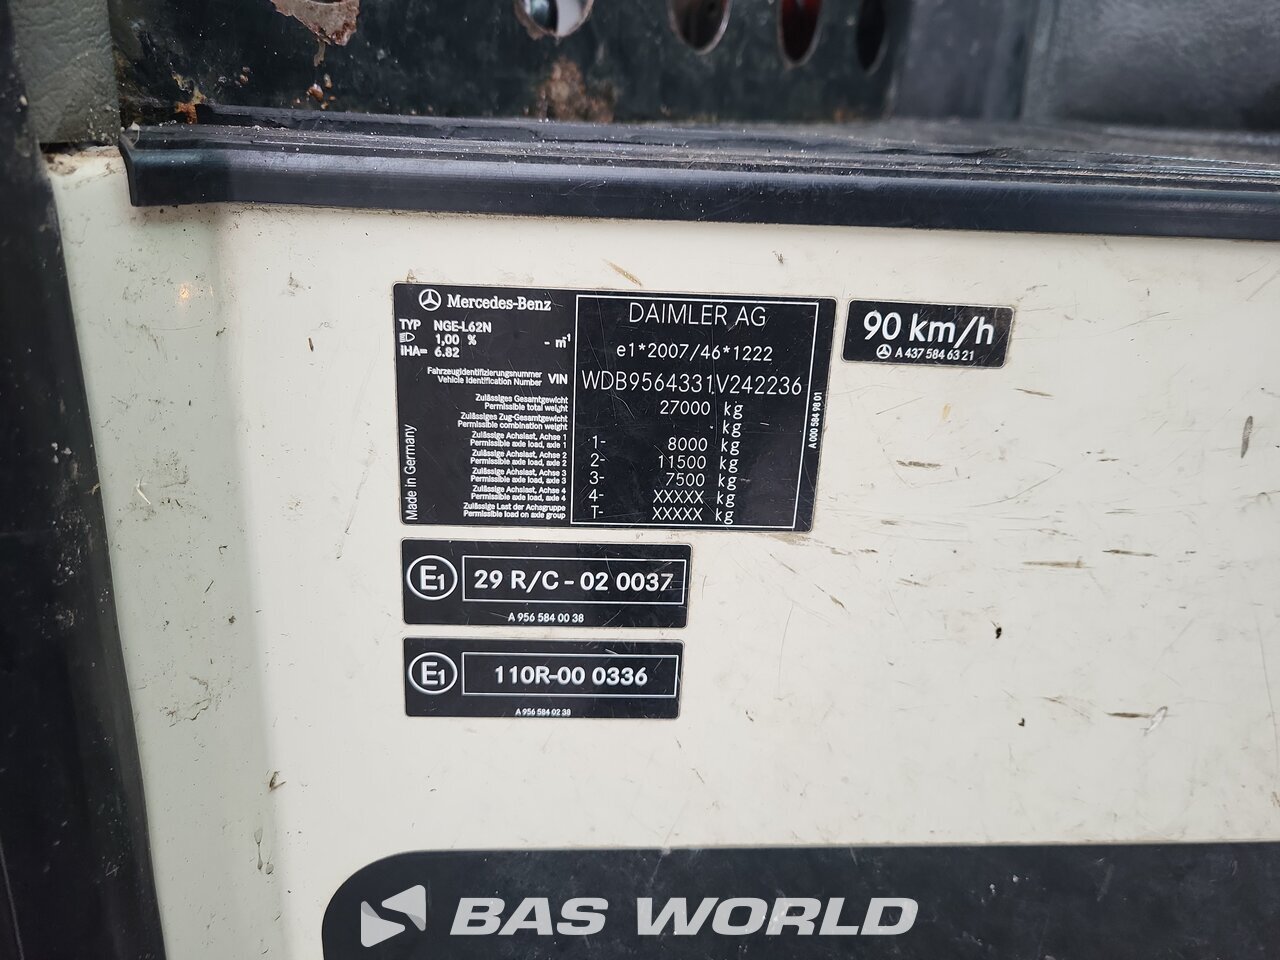 Mercedes-Benz
TYP NGE-L62N
1,00 % - m⁻¹
iHA= 6.82
Fahrzeugidentifizierungsnummer
Vehicle Identification Number VIN
Zulässiges Gesamtgewicht
Permissible total weight
Zulässiges Zug-Gesamtgewicht
Permissible combination weight
Zulässige Achslast, Achse 1
Permissible axle load, axle 1
Zulässige Achslast, Achse 2
Permissible axle load, axle 2
Zulässige Achslast, Achse 3
Permissible axle load, axle 3
Zulässige Achslast, Achse 4
Permissible axle load, axle 4
Zulässige Last der Achsgruppe
Permissible load on axle group
Made in Germany
DAIMLER AG
e1*2007/46*1222
WDB9564331V242236
27000 kg
kg
1- 8000 kg
2- 11500 kg
3- 7500 kg
4- XXXXX kg
T- XXXXX kg
A 000 584 98 01
90 km/h
A 437 584 63 21
E1 29 R/C - 02 0037
A 956 584 00 38
E1 110R-00 0336
A 956 584 02 38
BAS WORLD